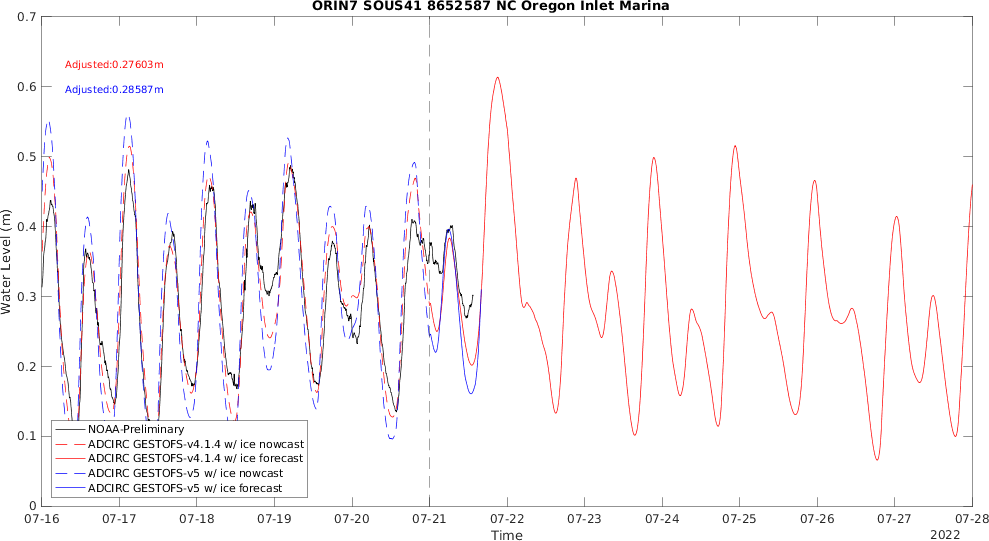 ORIN7 SOUS41 8652587 NC Oregon Inlet Marina
0.7
Adjusted:0.27603m
0.6
Adjusted:0.28587m
0.5
0.4
Water Level (m)
0.3
0.2
0.1
NOAA-Preliminary
ADCIRC GESTOFS-v4.1.4 w/ ice nowcast
ADCIRC GESTOFS-v4.1.4 w/ ice forecast
ADCIRC GESTOFS-v5 w/ ice nowcast
ADCIRC GESTOFS-v5 w/ ice forecast
0
07-16 07-17 07-18 07-19 07-20 07-21 07-22 07-23 07-24 07-25 07-26 07-27 07-28
Time
2022